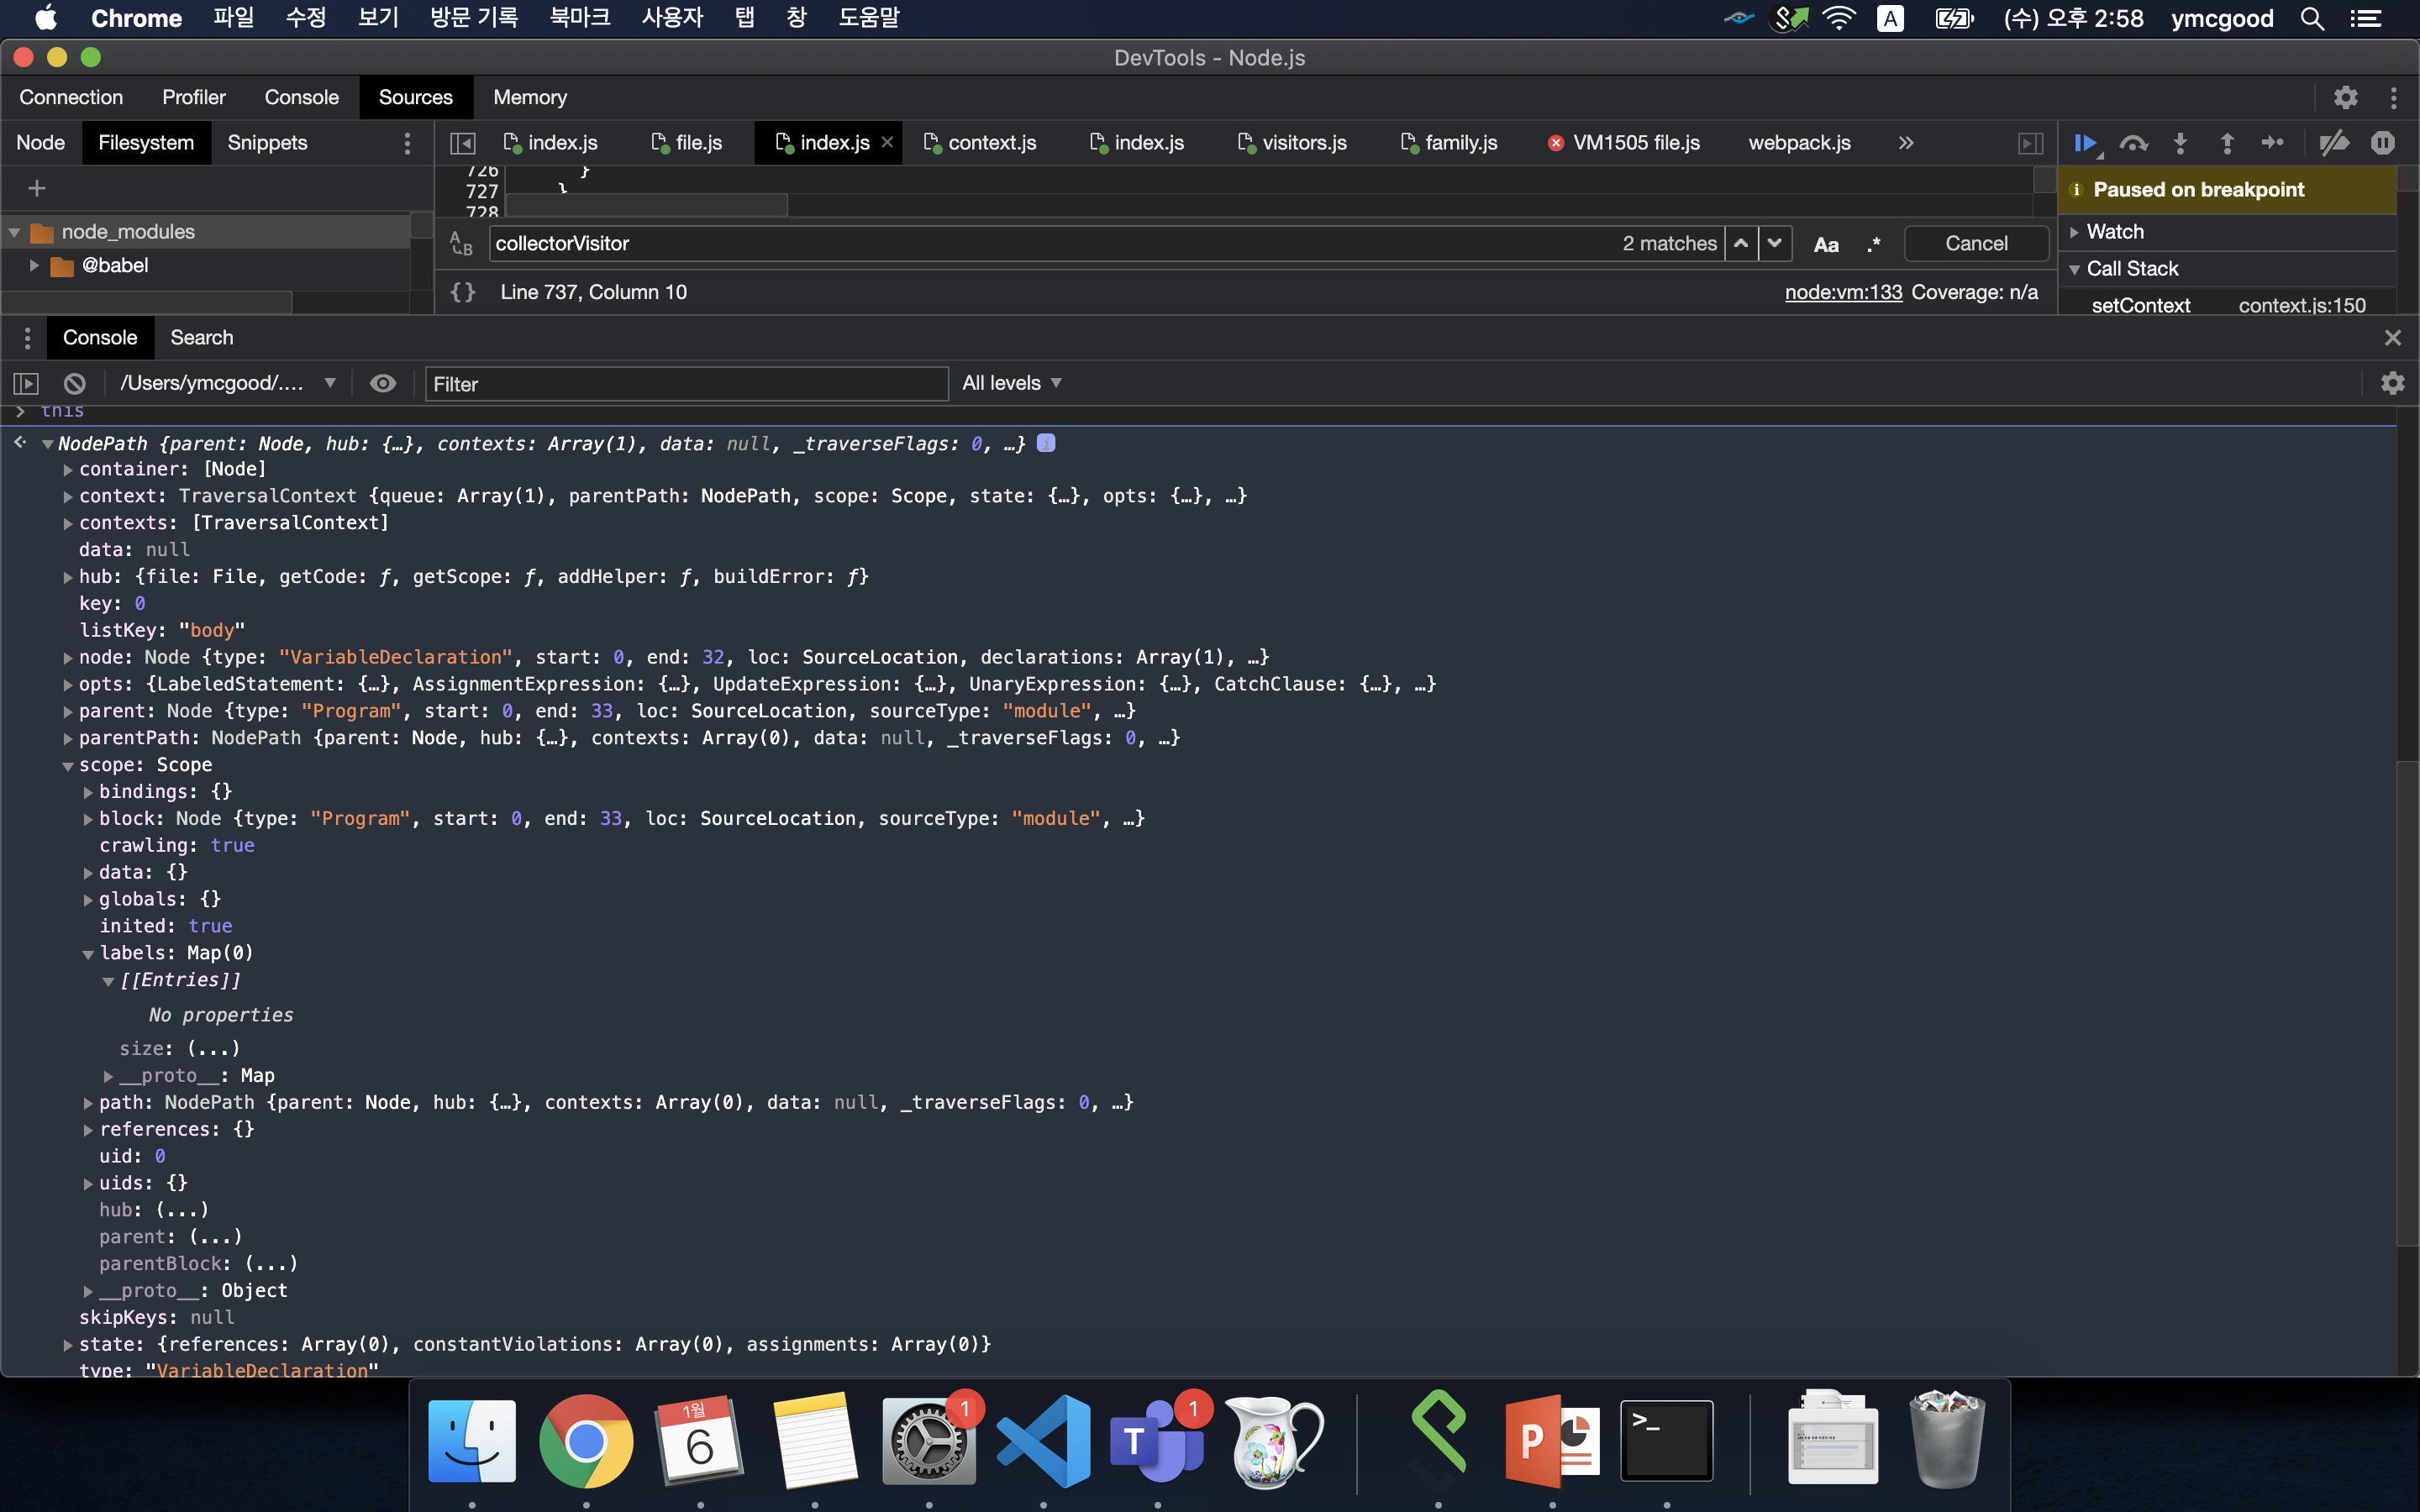 Chrome 파일 수정 보기 방문 기록 북마크 사용자 탭 창 도움말 A (수) 오후 2:58 ymcgood
DevTools - Node.js
Connection Profiler Console Sources Memory
Node Filesystem Snippets index.js file.js index.js context.js index.js visitors.js family.js VM1505 file.js webpack.js »
726 }
727 }
728
Paused on breakpoint
node_modules
@babel
collectorVisitor 2 matches Aa .* Cancel
Watch
Call Stack
{} Line 737, Column 10 node:vm:133 Coverage: n/a
setContext context.js:150
Console Search
/Users/ymcgood/.... Filter All levels
this
NodePath {parent: Node, hub: {…}, contexts: Array(1), data: null, _traverseFlags: 0, …} i
container: [Node]
context: TraversalContext {queue: Array(1), parentPath: NodePath, scope: Scope, state: {…}, opts: {…}, …}
contexts: [TraversalContext]
data: null
hub: {file: File, getCode: ƒ, getScope: ƒ, addHelper: ƒ, buildError: ƒ}
key: 0
listKey: "body"
node: Node {type: "VariableDeclaration", start: 0, end: 32, loc: SourceLocation, declarations: Array(1), …}
opts: {LabeledStatement: {…}, AssignmentExpression: {…}, UpdateExpression: {…}, UnaryExpression: {…}, CatchClause: {…}, …}
parent: Node {type: "Program", start: 0, end: 33, loc: SourceLocation, sourceType: "module", …}
parentPath: NodePath {parent: Node, hub: {…}, contexts: Array(0), data: null, _traverseFlags: 0, …}
scope: Scope
bindings: {}
block: Node {type: "Program", start: 0, end: 33, loc: SourceLocation, sourceType: "module", …}
crawling: true
data: {}
globals: {}
inited: true
labels: Map(0)
[[Entries]]
No properties
size: (...)
__proto__: Map
path: NodePath {parent: Node, hub: {…}, contexts: Array(0), data: null, _traverseFlags: 0, …}
references: {}
uid: 0
uids: {}
hub: (...)
parent: (...)
parentBlock: (...)
__proto__: Object
skipKeys: null
state: {references: Array(0), constantViolations: Array(0), assignments: Array(0)}
type: "VariableDeclaration"
1월
6
1
T
1
P
>_